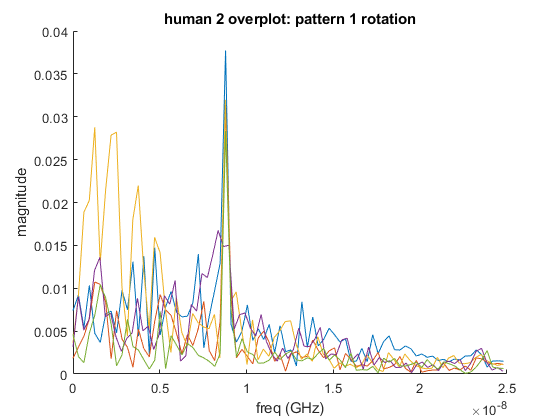 human 2 overplot: pattern 1 rotation
0.04
0.035
0.03
0.025
0.02
0.015
0.01
0.005
0
magnitude
0 0.5 1 1.5 2 2.5
freq (GHz)
×10⁻⁸